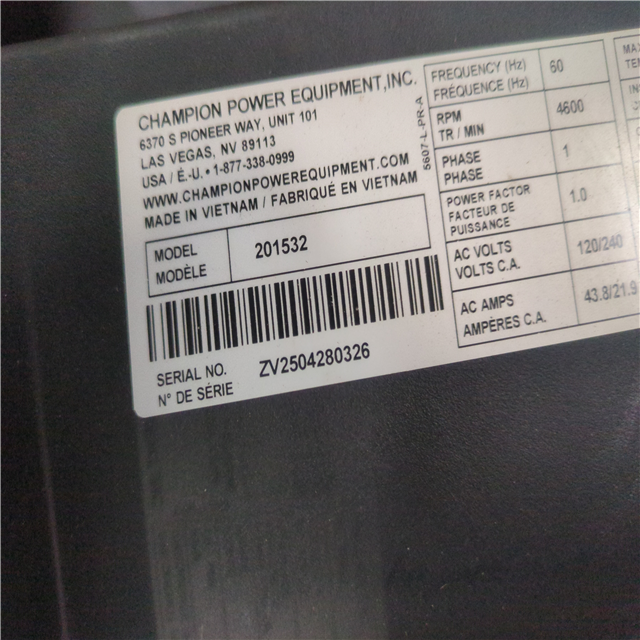 CHAMPION POWER EQUIPMENT, INC.
6370 S PIONEER WAY, UNIT 101
LAS VEGAS, NV 89113
USA / É.-U. • 1-877-338-0999
WWW.CHAMPIONPOWEREQUIPMENT.COM
MADE IN VIETNAM / FABRIQUÉ EN VIETNAM
MODEL 201532
MODÈLE
SERIAL NO. ZV2504280326
N° DE SÉRIE
5607-L-PR-A
FREQUENCY (Hz) 60
FRÉQUENCE (Hz)
RPM 4600
TR / MIN
PHASE 1
PHASE
POWER FACTOR 1.0
FACTEUR DE
PUISSANCE
AC VOLTS 120/240
VOLTS C.A.
AC AMPS 43.8/21.9
AMPÈRES C.A.